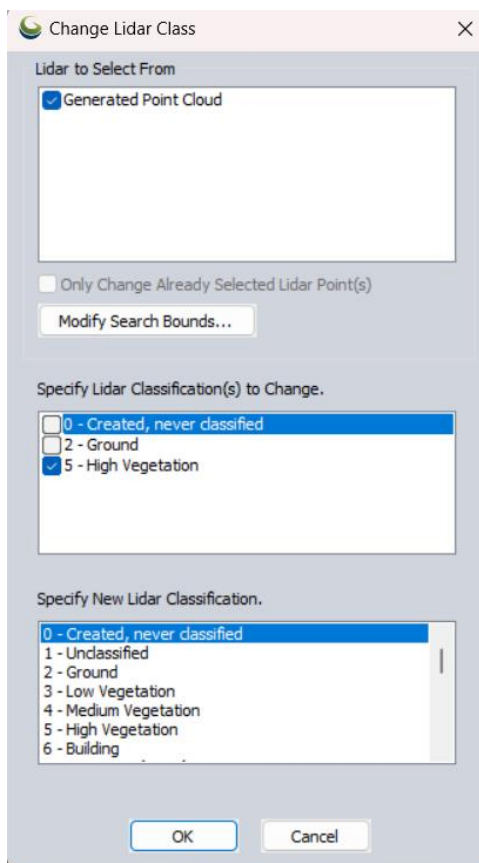 Change Lidar Class
Lidar to Select From
Generated Point Cloud
Only Change Already Selected Lidar Point(s)
Modify Search Bounds...
Specify Lidar Classification(s) to Change.
0 - Created, never classified
2 - Ground
5 - High Vegetation
Specify New Lidar Classification.
0 - Created, never classified
1 - Unclassified
2 - Ground
3 - Low Vegetation
4 - Medium Vegetation
5 - High Vegetation
6 - Building
OK
Cancel